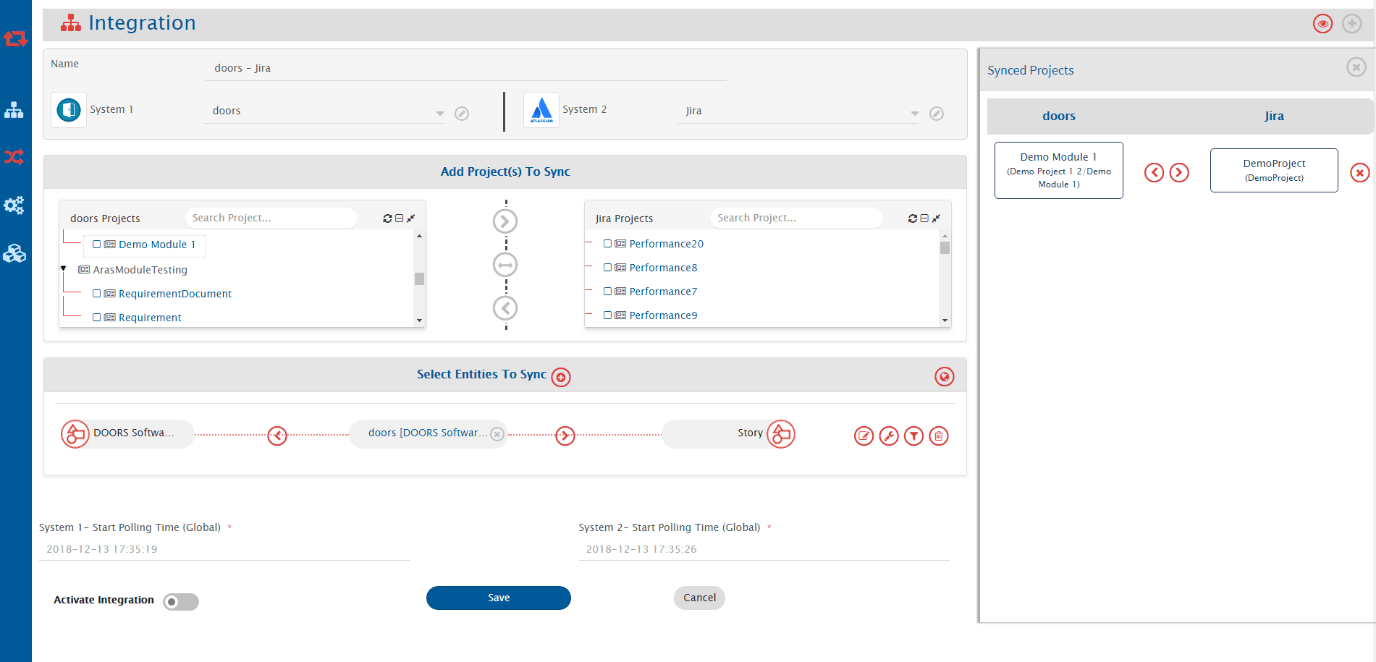 Integration
Name
doors - Jira
System 1
doors
ATLASSIAN
System 2
Jira
Add Project(s) To Sync
doors Projects
Search Project...
Demo Module 1
ArasModuleTesting
RequirementDocument
Requirement
Jira Projects
Search Project...
Performance20
Performance8
Performance7
Performance9
Select Entities To Sync
DOORS Softwa...
doors [DOORS Softwar...
Story
System 1- Start Polling Time (Global) *
2018-12-13 17:35:19
System 2- Start Polling Time (Global) *
2018-12-13 17:35:26
Activate Integration
Save
Cancel
Synced Projects
doors
Jira
Demo Module 1
(Demo Project 1 2/Demo
Module 1)
DemoProject
(DemoProject)